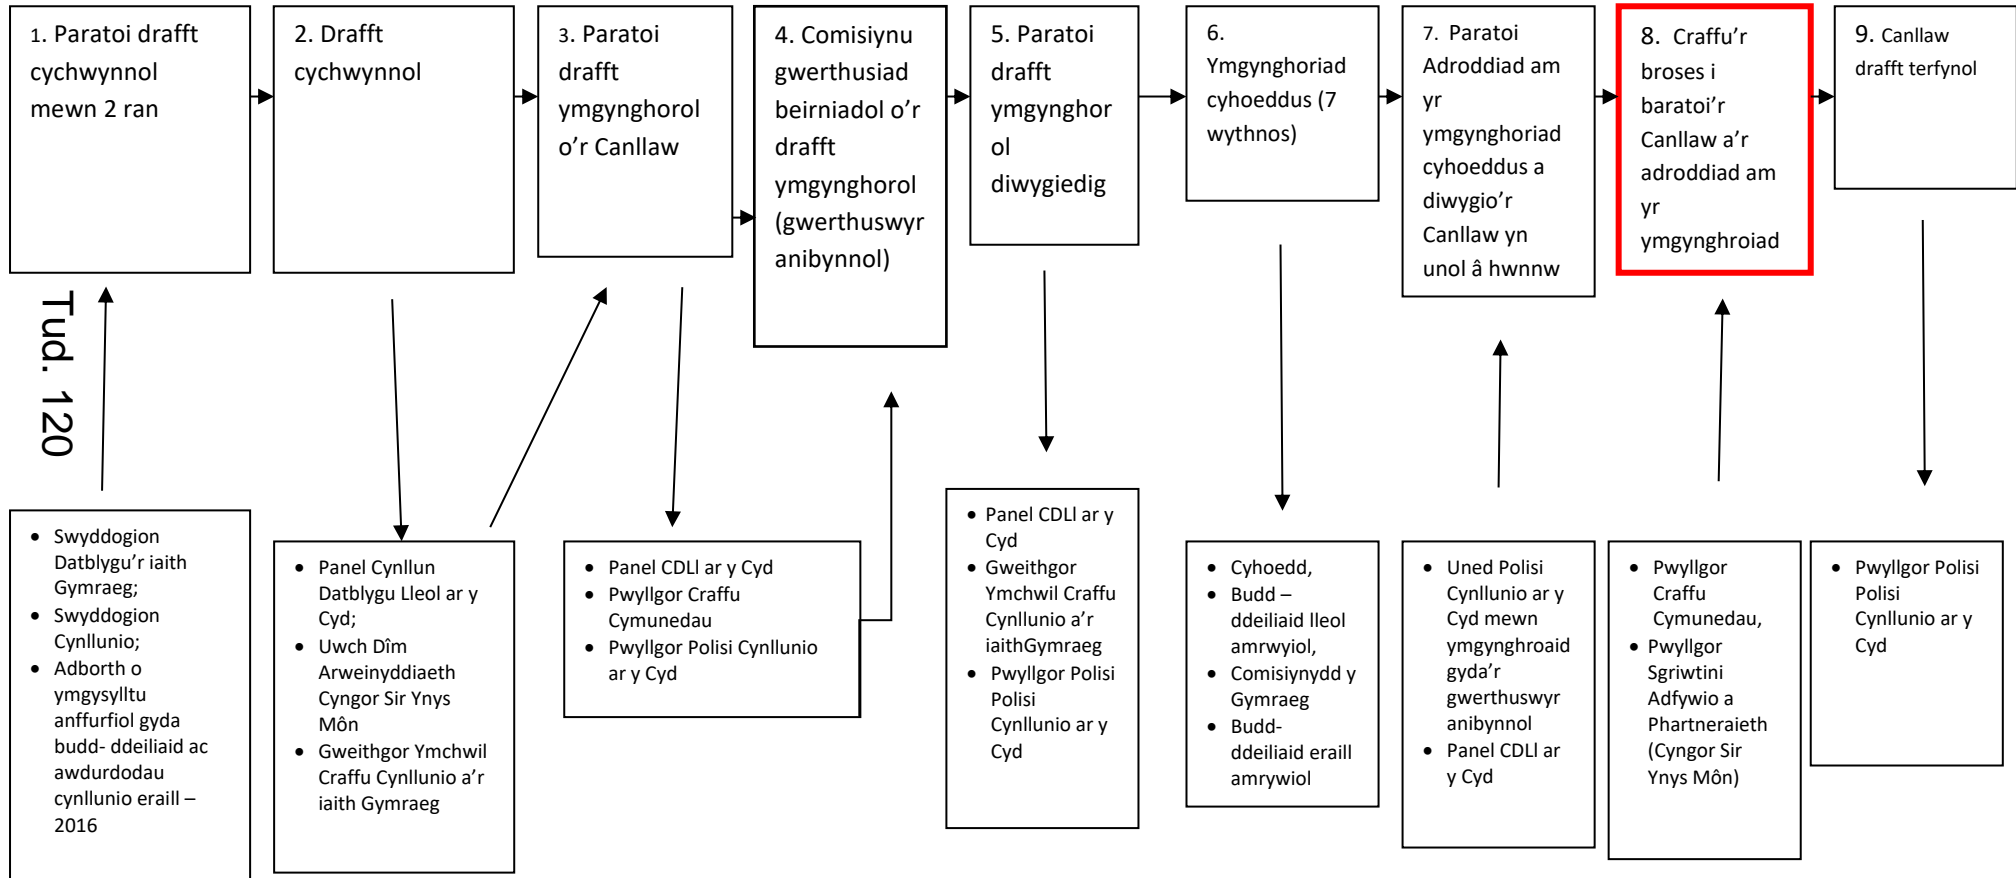 1. Paratoi drafft
cychwynnol
mewn 2 ran
2. Drafft
cychwynnol
3. Paratoi
drafft
ymgynghorol
o’r Canllaw
4. Comisiynu
gwerthusiad
beirniadol o’r
drafft
ymgynghorol
(gwerthuswyr
anibynnol)
5. Paratoi
drafft
ymgynghor
ol
diwygiedig
6.
Ymgynghoriad
cyhoeddus (7
wythnos)
7. Paratoi
Adroddiad am
yr
ymgynghoriad
cyhoeddus a
diwygio’r
Canllaw yn
unol â hwnnw
8. Craffu’r
broses i
baratoi’r
Canllaw a’r
adroddiad am
yr
ymgynghroiad
9. Canllaw
drafft terfynol
Tud. 120
• Swyddogion
Datblygu’r iaith
Gymraeg;
• Swyddogion
Cynllunio;
• Adborth o
ymgysylltu
anffurfiol gyda
budd- ddeiliaid ac
awdurdodau
cynllunio eraill –
2016
• Panel Cynllun
Datblygu Lleol ar y
Cyd;
• Uwch Dîm
Arweinyddiaeth
Cyngor Sir Ynys
Môn
• Gweithgor Ymchwil
Craffu Cynllunio a’r
iaith Gymraeg
• Panel CDLl ar y Cyd
• Pwyllgor Craffu
Cymunedau
• Pwyllgor Polisi Cynllunio
ar y Cyd
• Panel CDLl ar y
Cyd
• Gweithgor
Ymchwil Craffu
Cynllunio a’r
iaithGymraeg
• Pwyllgor Polisi
Polisi
Cynllunio ar y
Cyd
• Cyhoedd,
• Budd –
ddeiliaid lleol
amrwyiol,
• Comisiynydd y
Gymraeg
• Budd-
ddeiliaid eraill
amrywiol
• Uned Polisi
Cynllunio ar y
Cyd mewn
ymgynghroaid
gyda’r
gwerthuswyr
anibynnol
• Panel CDLl ar
y Cyd
• Pwyllgor
Craffu
Cymunedau,
• Pwyllgor
Sgriwtini
Adfywio a
Phartneraieth
(Cyngor Sir
Ynys Môn)
• Pwyllgor Polisi
Polisi
Cynllunio ar y
Cyd